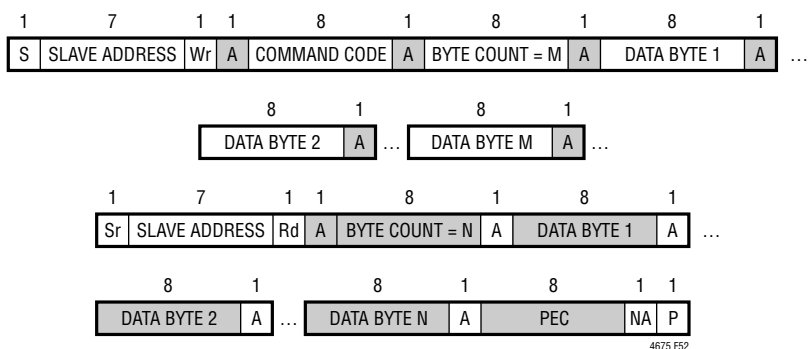 1 7 1 1 8 1 8 1 8 1
S SLAVE ADDRESS Wr A COMMAND CODE A BYTE COUNT = M A DATA BYTE 1 A …
8 1 8 1
DATA BYTE 2 A … DATA BYTE M A …
1 7 1 1 8 1 8 1
Sr SLAVE ADDRESS Rd A BYTE COUNT = N A DATA BYTE 1 A …
8 1 8 1 8 1 1
DATA BYTE 2 A … DATA BYTE N A PEC NA P
4675 F52